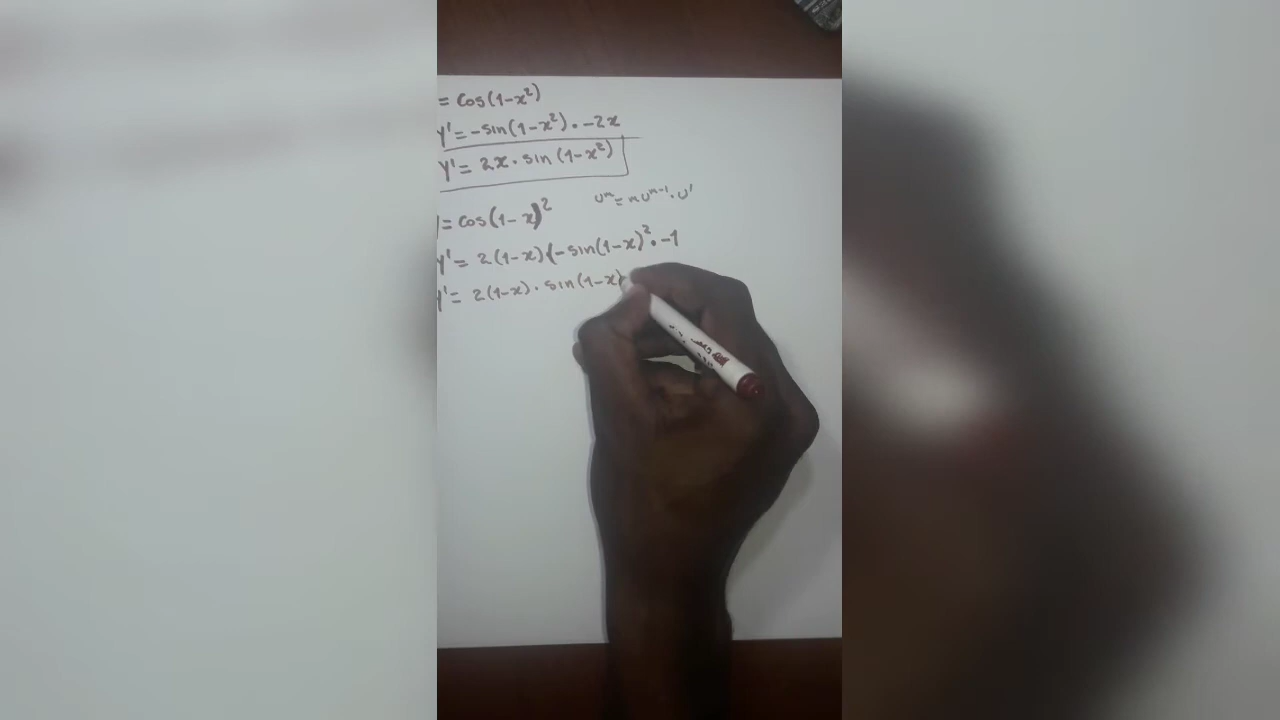 = cos(1-x²)
y' = -sin(1-x²) · -2x
y' = 2x · sin (1-x²)
uⁿ = n uⁿ⁻¹ · u'
= cos(1-x)²
y' = 2(1-x)(-sin(1-x)² · -1
y' = 2(1-x) · sin(1-x)